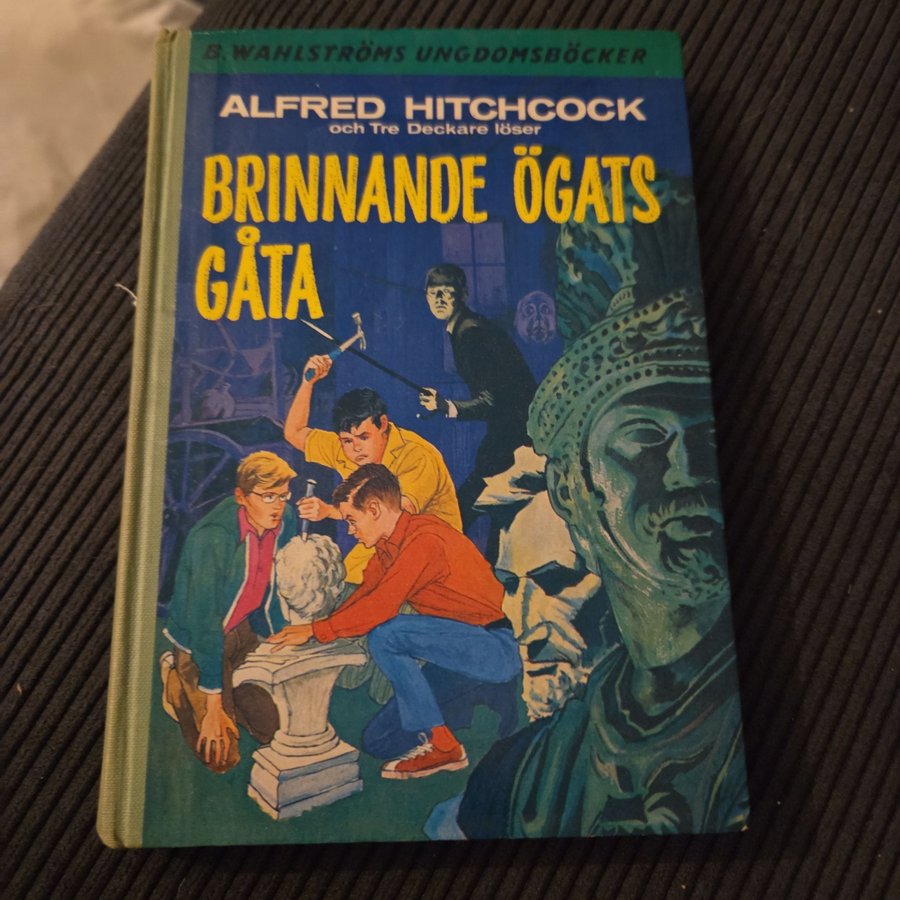 B. WAHLSTRÖMS UNGDOMSBÖCKER
ALFRED HITCHCOCK
och Tre Deckare löser
BRINNANDE ÖGATS
GÅTA